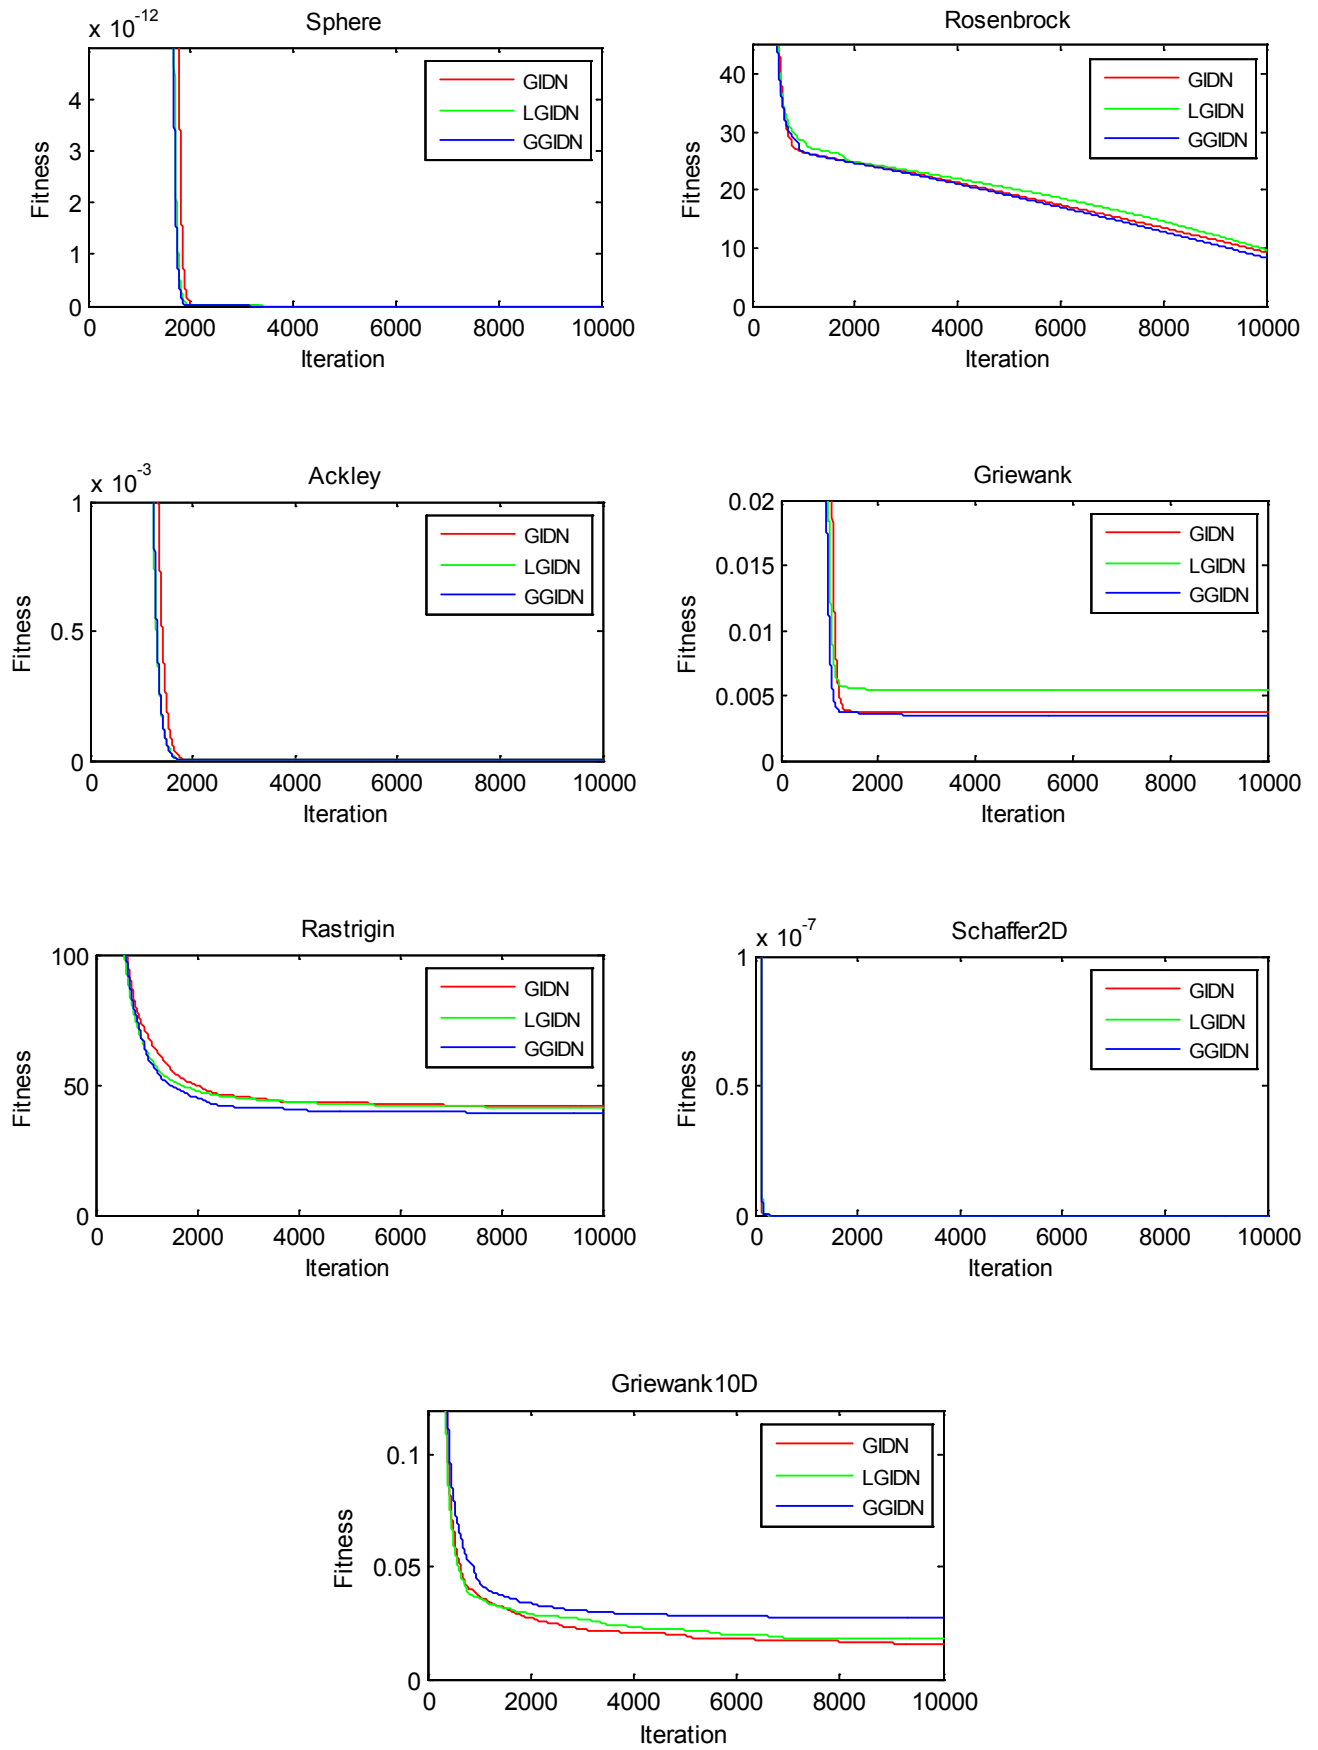 x 10^-12
Sphere
4
3
2
1
0
Fitness
0 2000 4000 6000 8000 10000
Iteration
GIDN
LGIDN
GGIDN
Rosenbrock
40
30
20
10
0
Fitness
0 2000 4000 6000 8000 10000
Iteration
GIDN
LGIDN
GGIDN
x 10^-3
Ackley
1
0.5
0
Fitness
0 2000 4000 6000 8000 10000
Iteration
GIDN
LGIDN
GGIDN
Griewank
0.02
0.015
0.01
0.005
0
Fitness
0 2000 4000 6000 8000 10000
Iteration
GIDN
LGIDN
GGIDN
Rastrigin
100
50
0
Fitness
0 2000 4000 6000 8000 10000
Iteration
GIDN
LGIDN
GGIDN
x 10^-7
Schaffer2D
1
0.5
0
Fitness
0 2000 4000 6000 8000 10000
Iteration
GIDN
LGIDN
GGIDN
Griewank10D
0.1
0.05
0
Fitness
0 2000 4000 6000 8000 10000
Iteration
GIDN
LGIDN
GGIDN